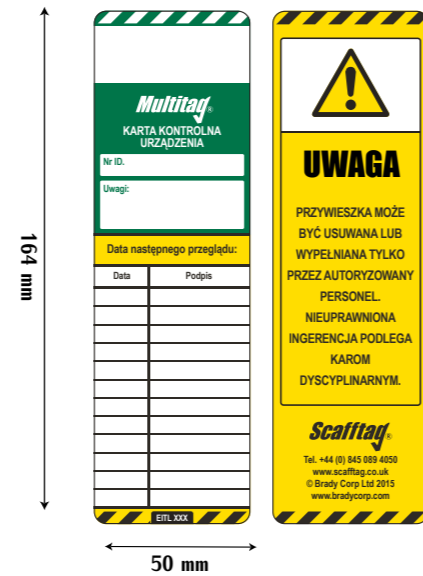 164 mm
Multitag®
KARTA KONTROLNA
URZĄDZENIA
Nr ID.
Uwagi:
Data następnego przeglądu:
Data Podpis
EITL XXX
50 mm
UWAGA
PRZYWIESZKA MOŻE
BYĆ USUWANA LUB
WYPEŁNIANA TYLKO
PRZEZ AUTORYZOWANY
PERSONEL.
NIEUPRAWNIONA
INGERENCJA PODLEGA
KAROM
DYSCYPLINARNYM.
Scafftag®
Tel. +44 (0) 845 089 4050
www.scafftag.co.uk
© Brady Corp Ltd 2015
www.bradycorp.com